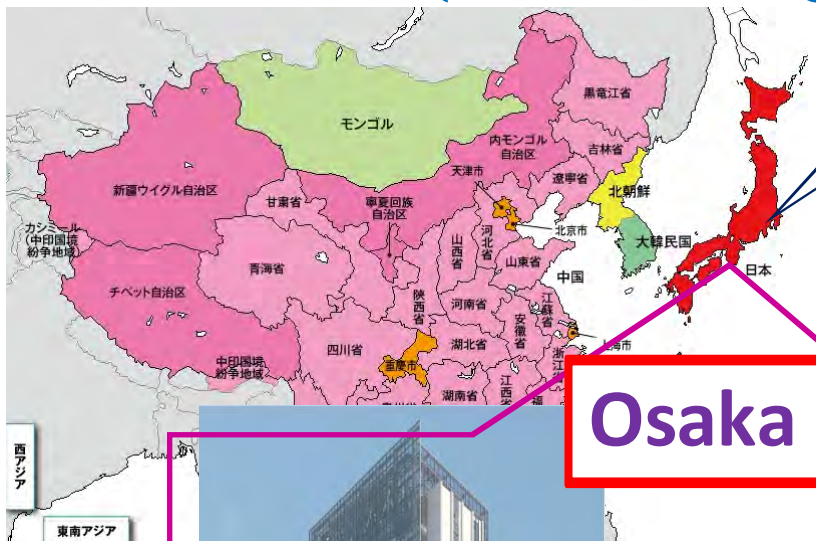 黒竜江省
モンゴル
内モンゴル
自治区
吉林省
天津市
遼寧省
北朝鮮
新疆ウイグル自治区
甘粛省
寧夏回族
自治区
カシミール
(中印国境
紛争地域)
北京市
大韓民国
山西省
河北省
青海省
山東省
日本
中国
チベット自治区
陝西省
河南省
江蘇省
安徽省
四川省
湖北省
上海市
中印国境
紛争地域
重慶市
浙江
湖南省
江西省
Osaka
西アジア
東南アジア